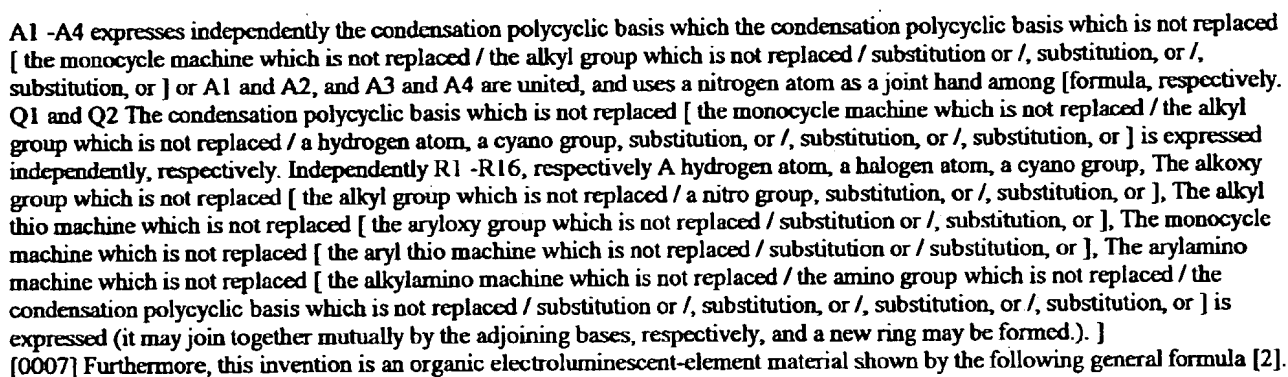 A1 -A4 expresses independently the condensation polycyclic basis which the condensation polycyclic basis which is not replaced
[ the monocycle machine which is not replaced / the alkyl group which is not replaced / substitution or /, substitution, or /,
substitution, or ] or A1 and A2, and A3 and A4 are united, and uses a nitrogen atom as a joint hand among [formula, respectively.
Q1 and Q2 The condensation polycyclic basis which is not replaced [ the monocycle machine which is not replaced / the alkyl
group which is not replaced / a hydrogen atom, a cyano group, substitution, or /, substitution, or /, substitution, or ] is expressed
independently, respectively. Independently R1 -R16, respectively A hydrogen atom, a halogen atom, a cyano group, The alkoxy
group which is not replaced [ the alkyl group which is not replaced / a nitro group, substitution, or /, substitution, or ], The alkyl
thio machine which is not replaced [ the aryloxy group which is not replaced / substitution or /, substitution, or ], The monocycle
machine which is not replaced [ the aryl thio machine which is not replaced / substitution or / substitution, or ], The arylamino
machine which is not replaced [ the alkylamino machine which is not replaced / the amino group which is not replaced / the
condensation polycyclic basis which is not replaced / substitution or /, substitution, or /, substitution, or /, substitution, or ] is
expressed (it may join together mutually by the adjoining bases, respectively, and a new ring may be formed.). ]
[0007] Furthermore, this invention is an organic electroluminescent-element material shown by the following general formula [2].